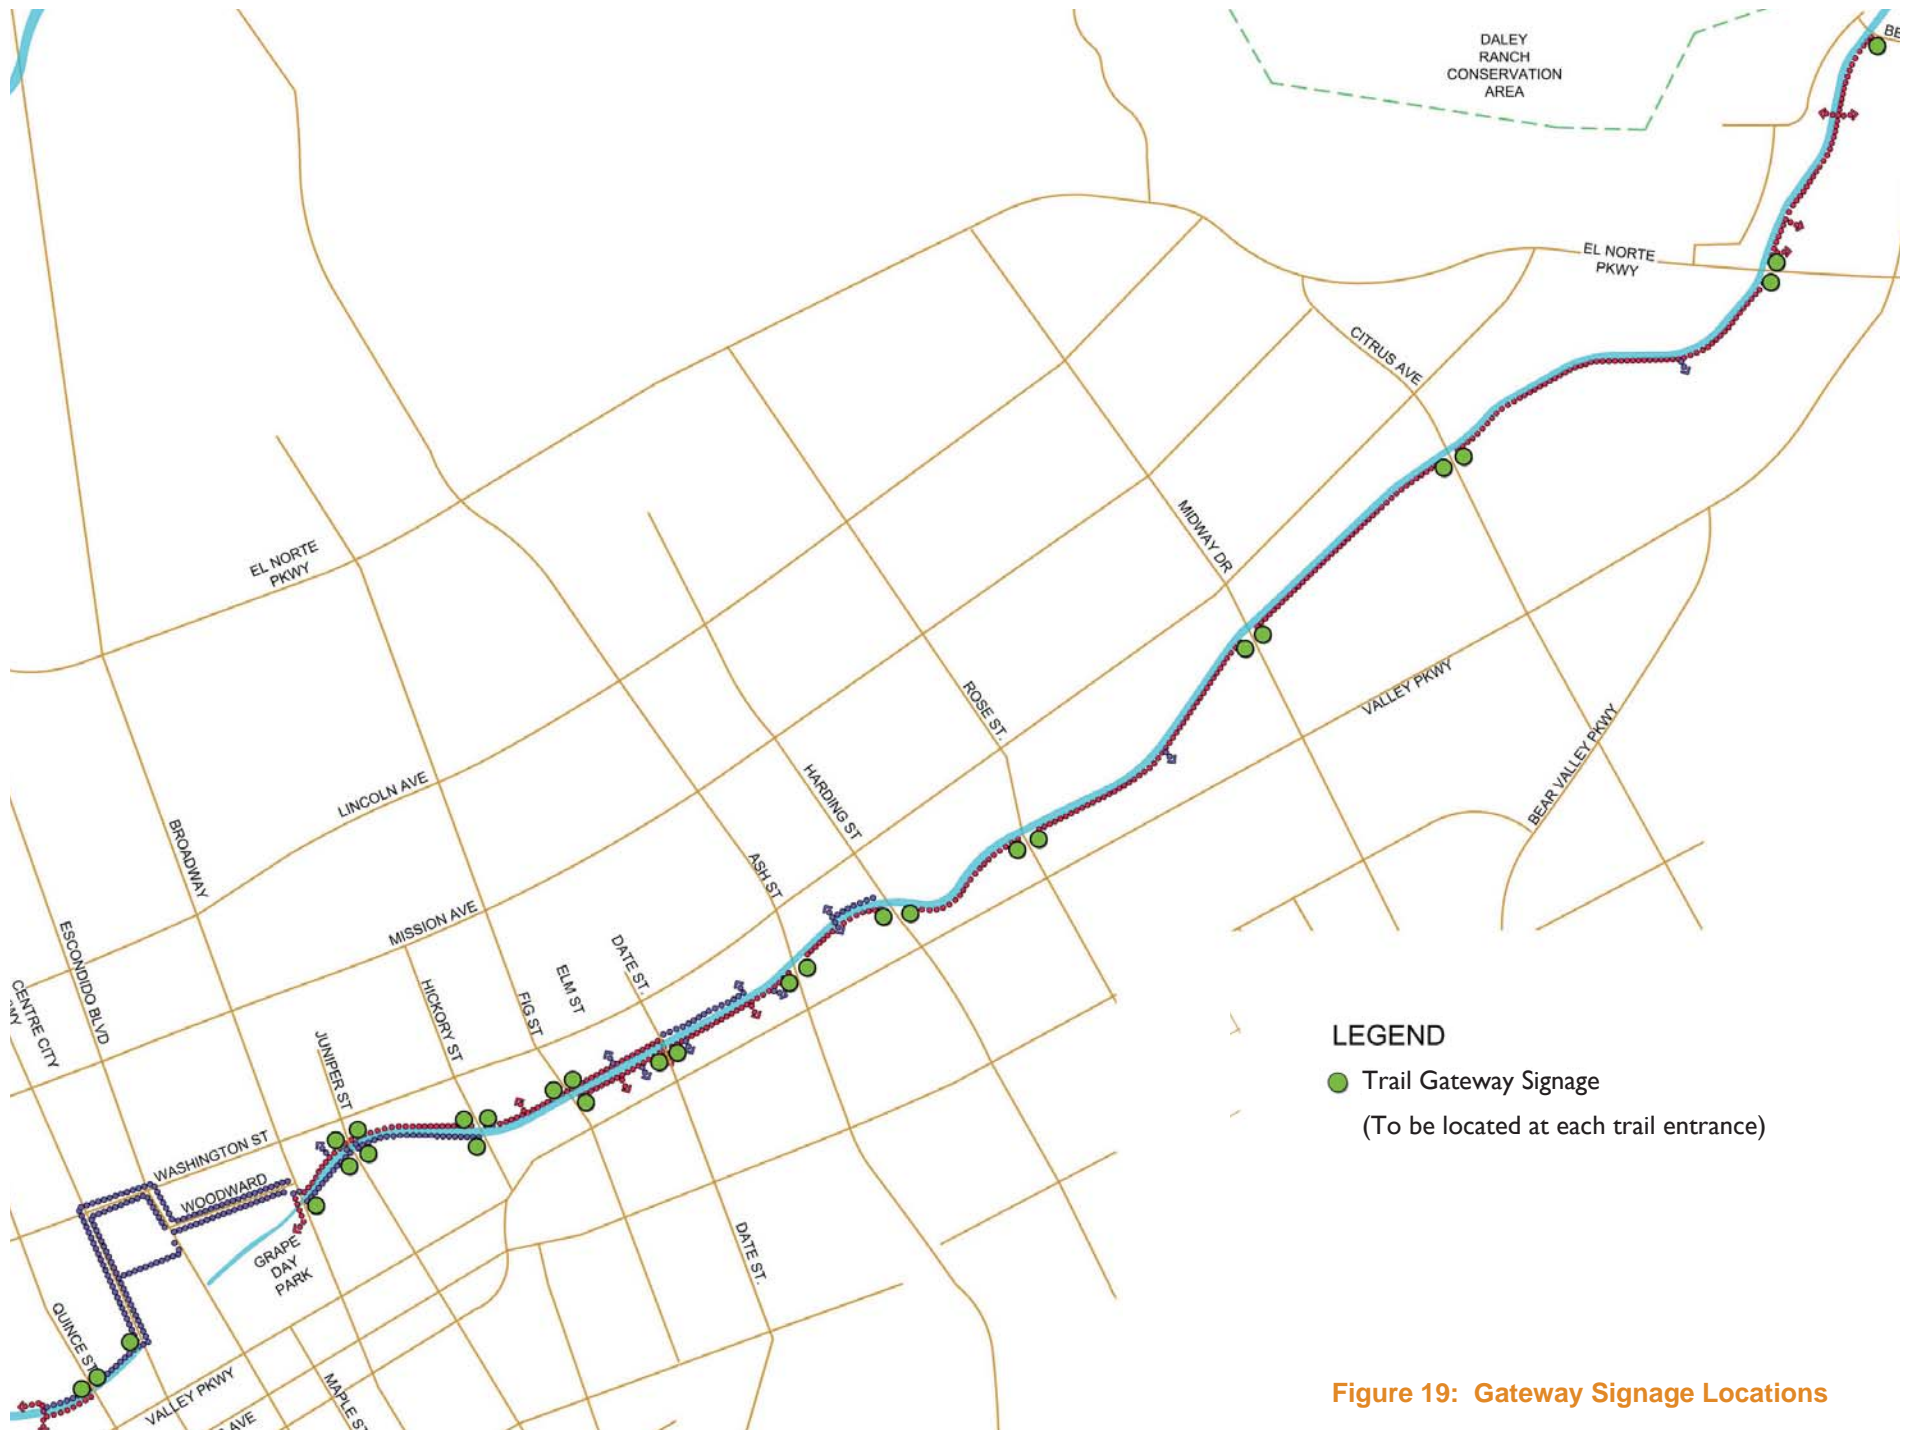 DALEY
RANCH
CONSERVATION
AREA
EL NORTE
PKWY
CITRUS AVE
MIDWAY DR
EL NORTE
PKWY
ROSE ST.
VALLEY PKWY
BEAR VALLEY PKWY
LINCOLN AVE
HARDING ST
BROADWAY
ASH ST
MISSION AVE
ESCONDIDO BLVD
CENTRE CITY
HICKORY ST
FIG ST
ELM ST
DATE ST.
JUNIPER ST
WASHINGTON ST
WOODWARD
GRAPE
DAY
PARK
DATE ST.
QUINCE ST
VALLEY PKWY
AVE
MAPLE ST
LEGEND
Trail Gateway Signage
(To be located at each trail entrance)
Figure 19: Gateway Signage Locations